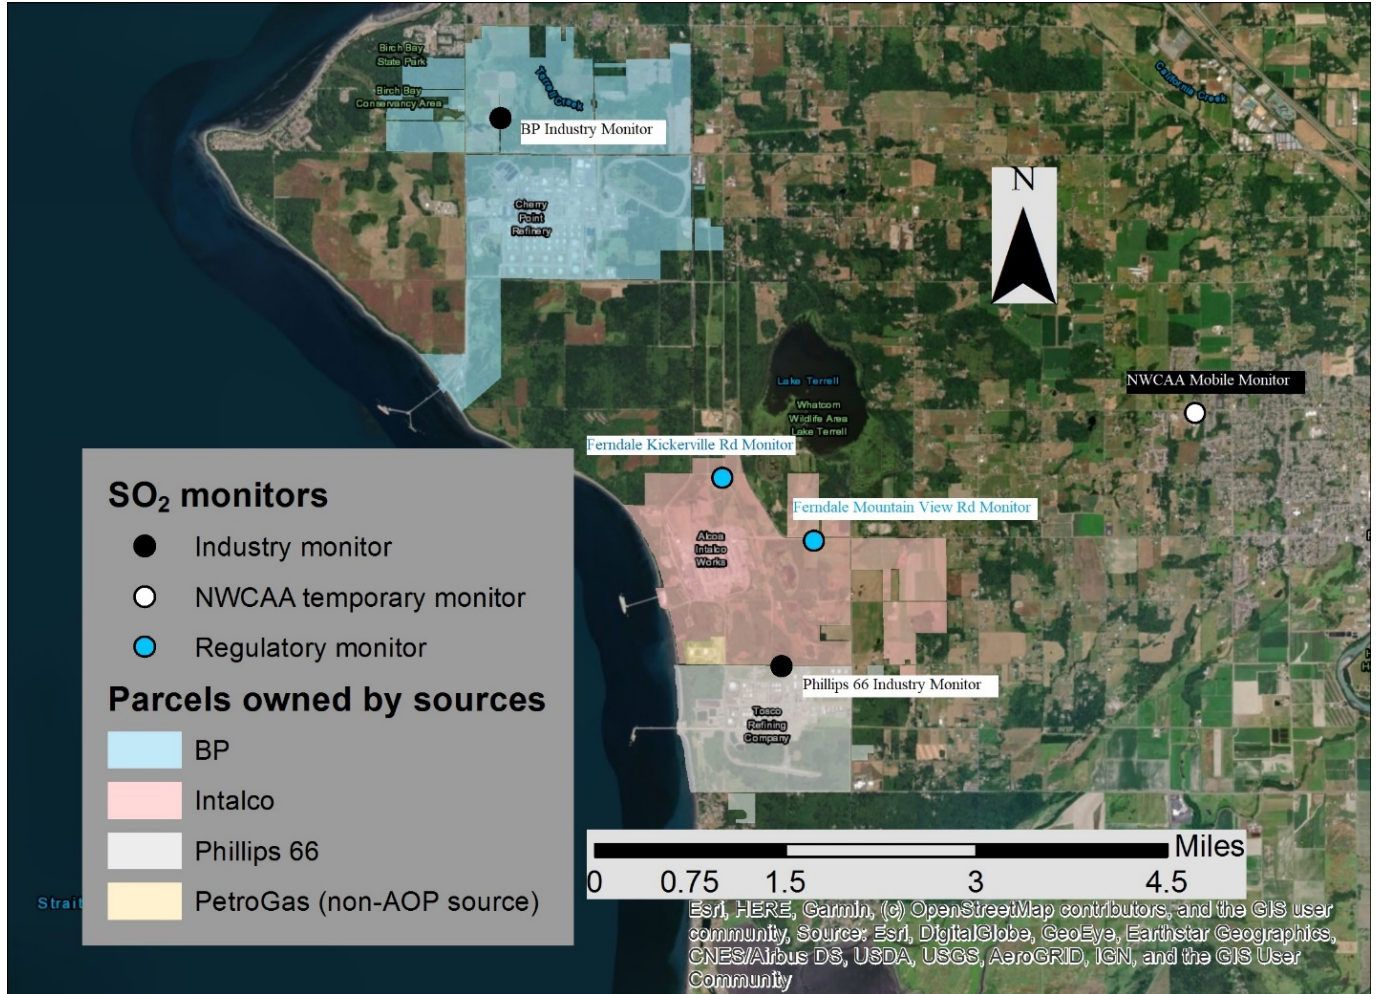 Birch Bay
State Park
Birch Bay
Conservancy Area
Terrell Creek
BP Industry Monitor
California Creek
Cherry
Point
Refinery
N
Lake Terrell
Whatcom
Wildlife Area
Lake Terrell
NWCAA Mobile Monitor
Ferndale Kickerville Rd Monitor
Ferndale Mountain View Rd Monitor
Alcoa
Intalco
Works
Phillips 66 Industry Monitor
Tosco
Refining
Company
SO₂ monitors
Industry monitor
NWCAA temporary monitor
Regulatory monitor
Parcels owned by sources
BP
Intalco
Phillips 66
PetroGas (non-AOP source)
Strait
Miles
0 0.75 1.5 3 4.5
Esri, HERE, Garmin, (c) OpenStreetMap contributors, and the GIS user
community, Source: Esri, DigitalGlobe, GeoEye, Earthstar Geographics,
CNES/Airbus DS, USDA, USGS, AeroGRID, IGN, and the GIS User
Community